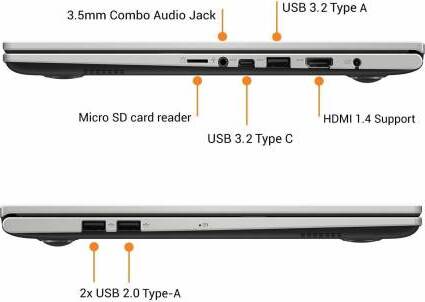 USB 3.2 Type A
3.5mm Combo Audio Jack
Micro SD card reader
HDMI 1.4 Support
USB 3.2 Type C
2x USB 2.0 Type-A